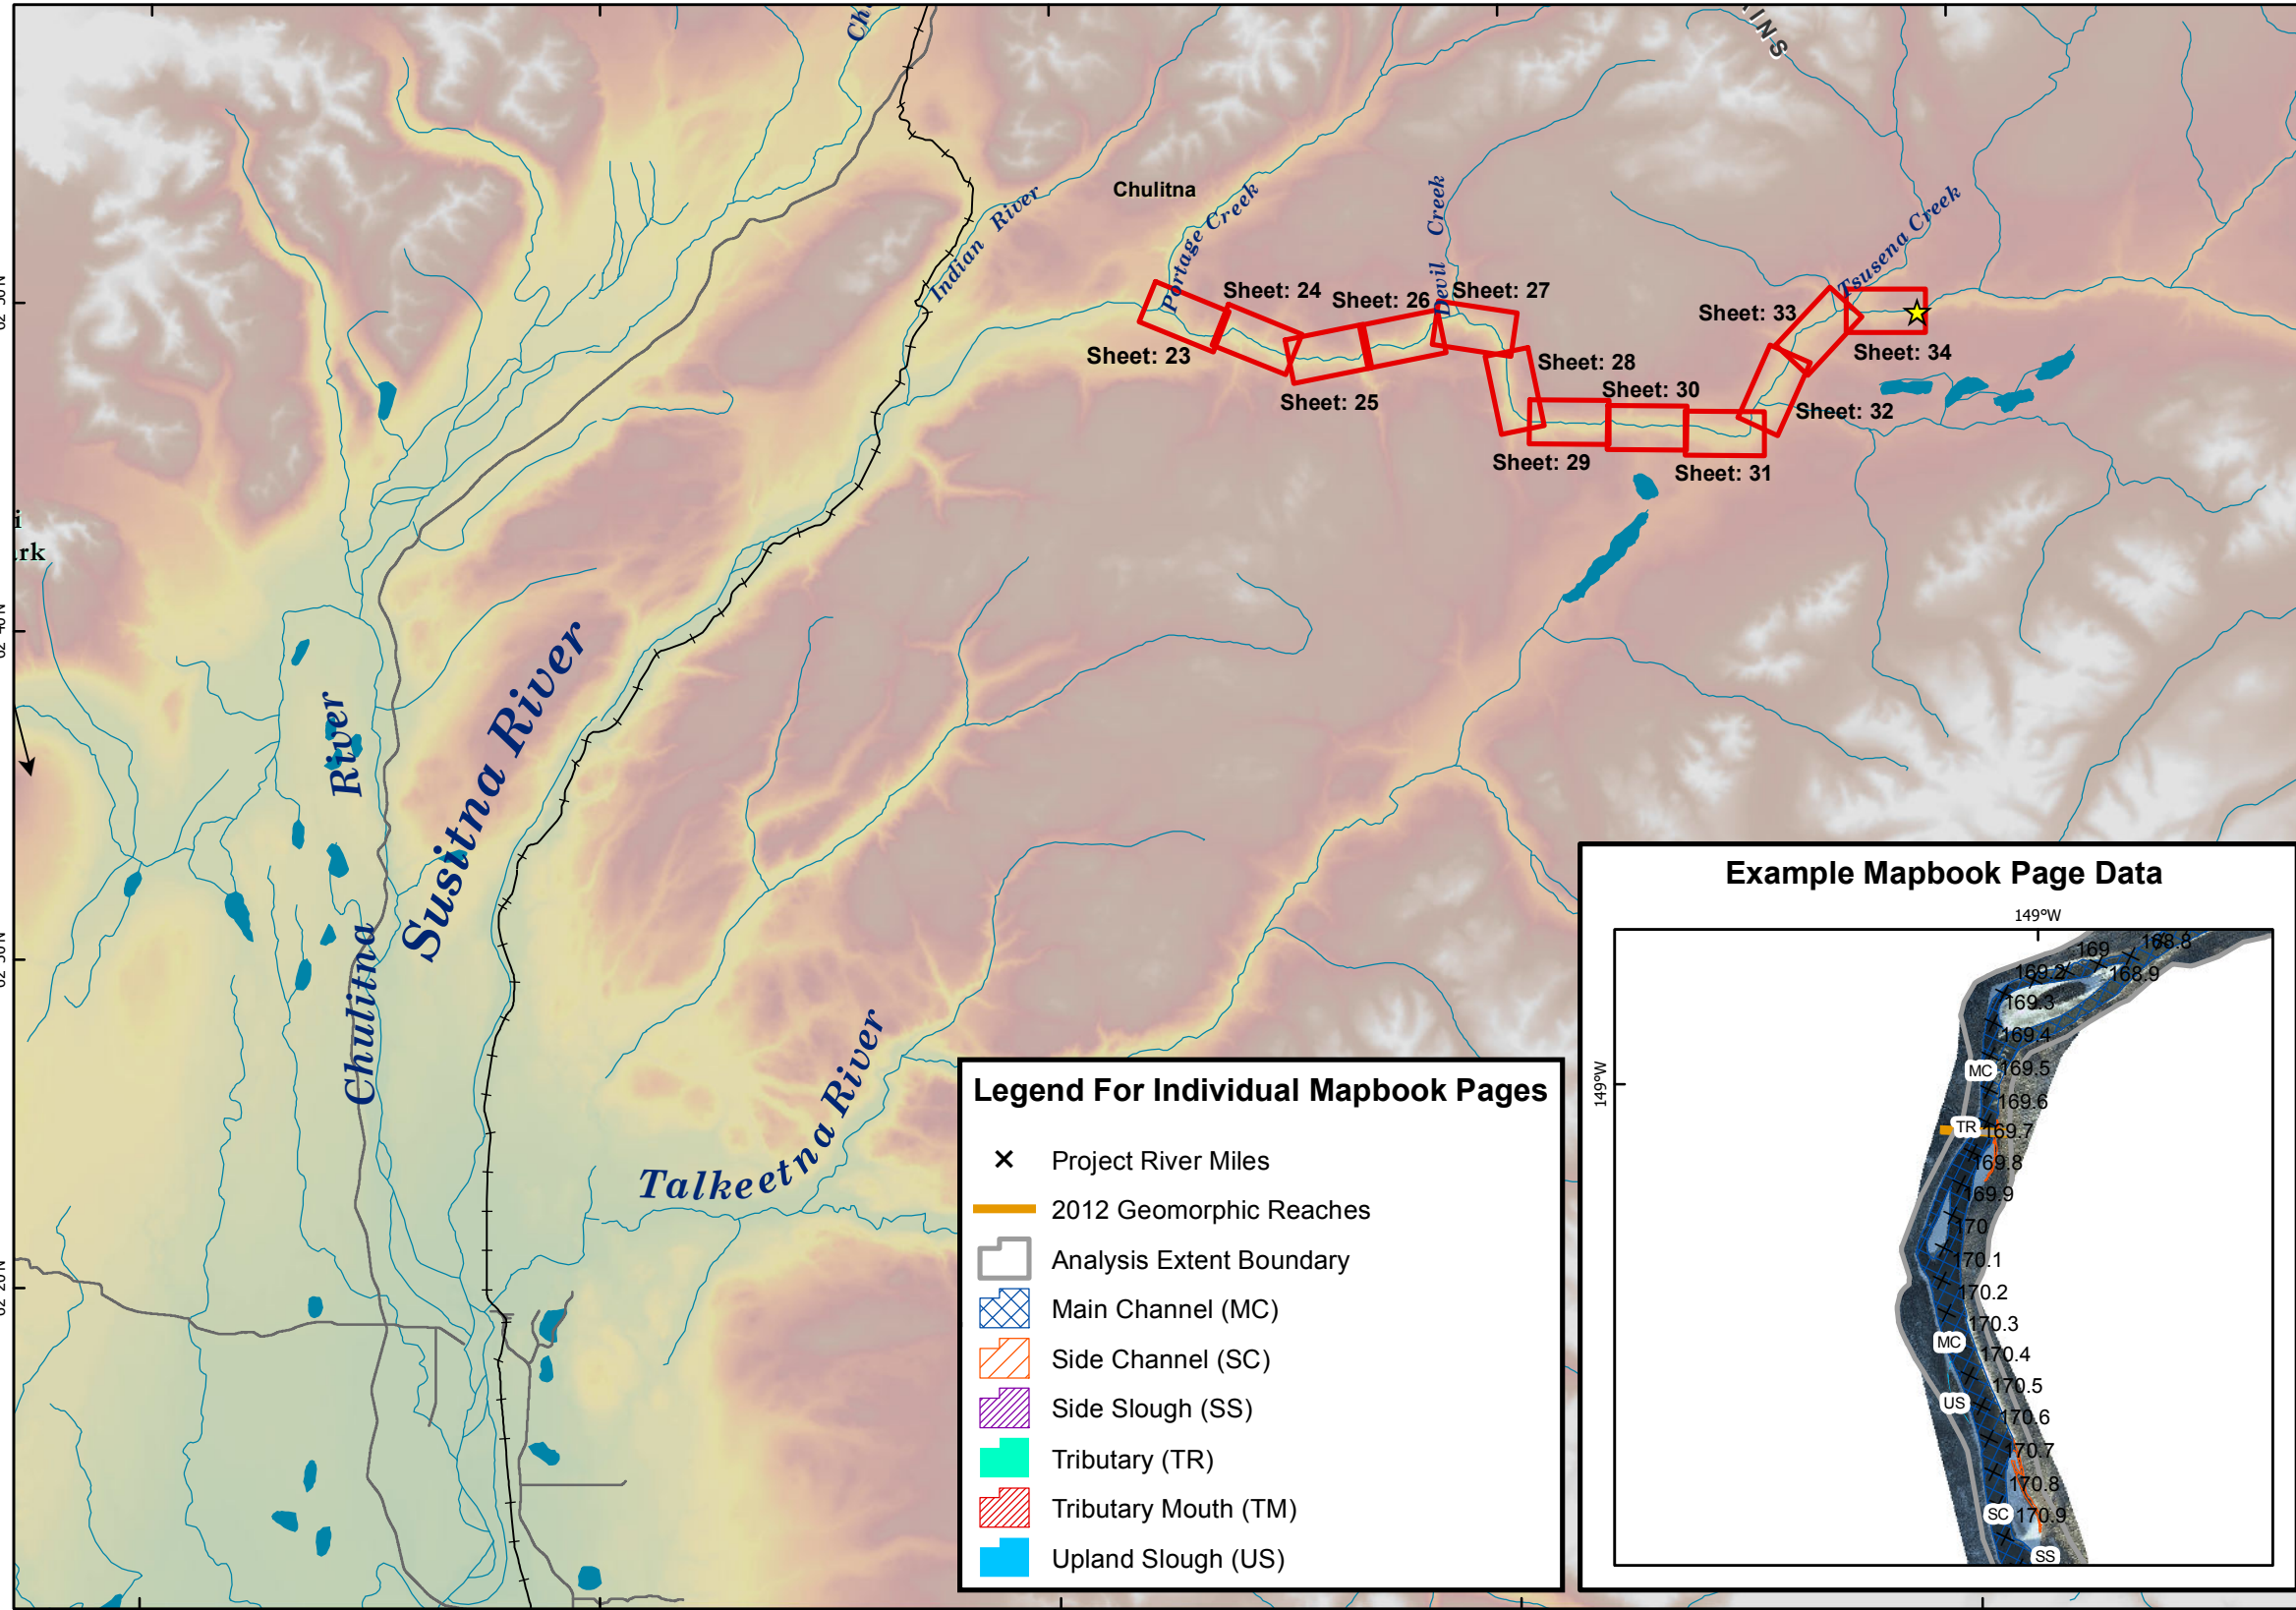 Chulitna
Indian River
Portage Creek
Devil Creek
Tsusena Creek
Sheet: 23
Sheet: 24
Sheet: 25
Sheet: 26
Sheet: 27
Sheet: 28
Sheet: 29
Sheet: 30
Sheet: 31
Sheet: 32
Sheet: 33
Sheet: 34
Susitna River
Chulitna River
Talkeetna River
Legend For Individual Mapbook Pages
Project River Miles
2012 Geomorphic Reaches
Analysis Extent Boundary
Main Channel (MC)
Side Channel (SC)
Side Slough (SS)
Tributary (TR)
Tributary Mouth (TM)
Upland Slough (US)
Example Mapbook Page Data
149°W
149°W
168.8
169
168.9
169.2
169.3
169.4
MC
169.5
169.6
TR
169.7
169.8
169.9
170
170.1
170.2
170.3
MC
170.4
170.5
US
170.6
170.7
170.8
SC
170.9
SS